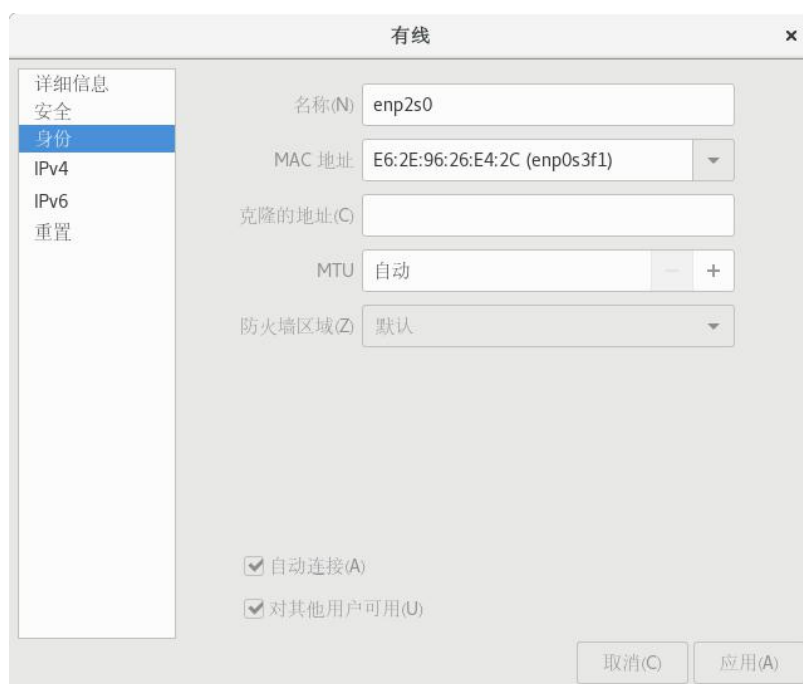 有线
详细信息
安全
身份
IPv4
IPv6
重置
名称(N) enp2s0
MAC 地址 E6:2E:96:26:E4:2C (enp0s3f1)
克隆的地址(C)
MTU 自动
防火墙区域(Z) 默认
自动连接(A)
对其他用户可用(U)
取消(C) 应用(A)